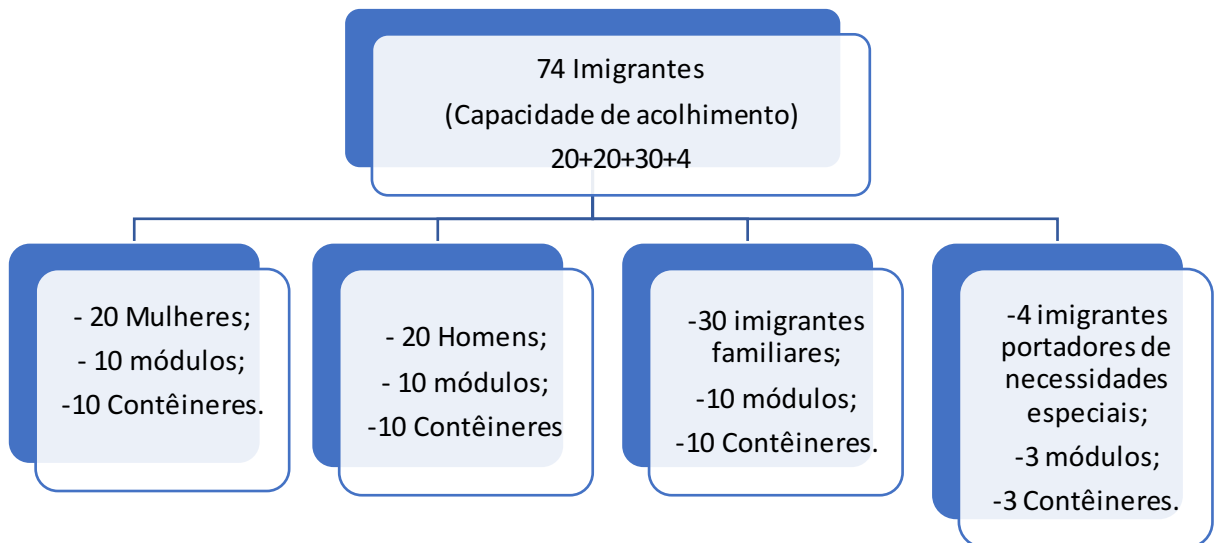 74 Imigrantes
(Capacidade de acolhimento)
20+20+30+4
- 20 Mulheres;
- 10 módulos;
-10 Contêineres.
- 20 Homens;
- 10 módulos;
-10 Contêineres
-30 imigrantes
familiares;
-10 módulos;
-10 Contêineres.
-4 imigrantes
portadores de
necessidades
especiais;
-3 módulos;
-3 Contêineres.